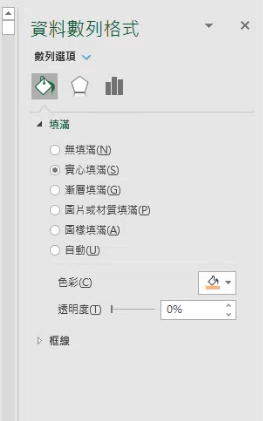 資料數列格式
數列選項
填滿
無填滿(N)
實心填滿(S)
漸層填滿(G)
圖片或材質填滿(P)
圖樣填滿(A)
自動(U)
色彩(C)
透明度(T) 0%
框線